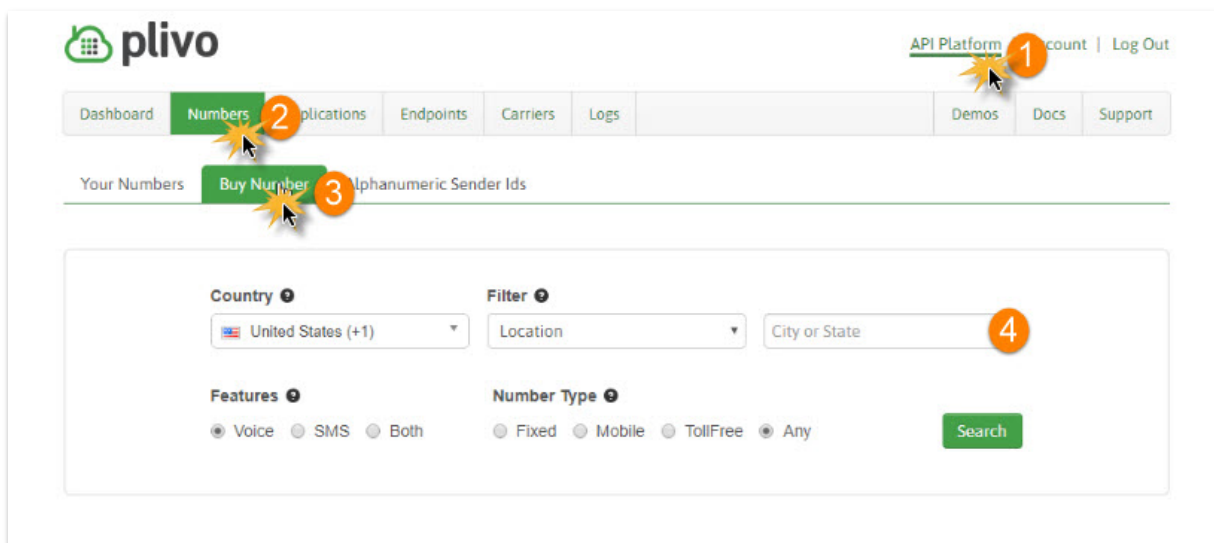 plivo
API Platform 1 count | Log Out
Dashboard Numbers 2 plications Endpoints Carriers Logs Demos Docs Support
Your Numbers Buy Number 3 lphanumeric Sender Ids
Country Filter
United States (+1) Location City or State 4
Features Number Type
Voice SMS Both Fixed Mobile TollFree Any Search